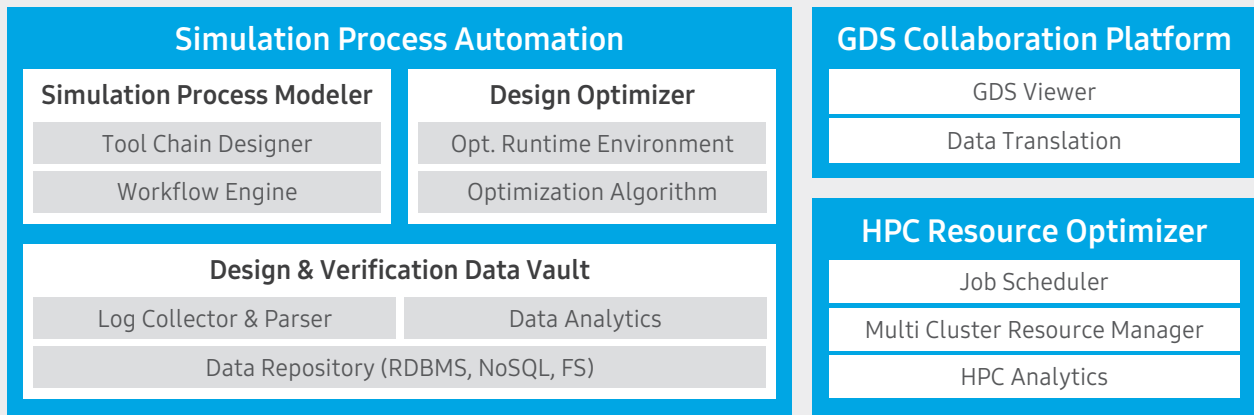 Simulation Process Automation
Simulation Process Modeler
Tool Chain Designer
Workflow Engine
Design Optimizer
Opt. Runtime Environment
Optimization Algorithm
Design & Verification Data Vault
Log Collector & Parser
Data Analytics
Data Repository (RDBMS, NoSQL, FS)
GDS Collaboration Platform
GDS Viewer
Data Translation
HPC Resource Optimizer
Job Scheduler
Multi Cluster Resource Manager
HPC Analytics